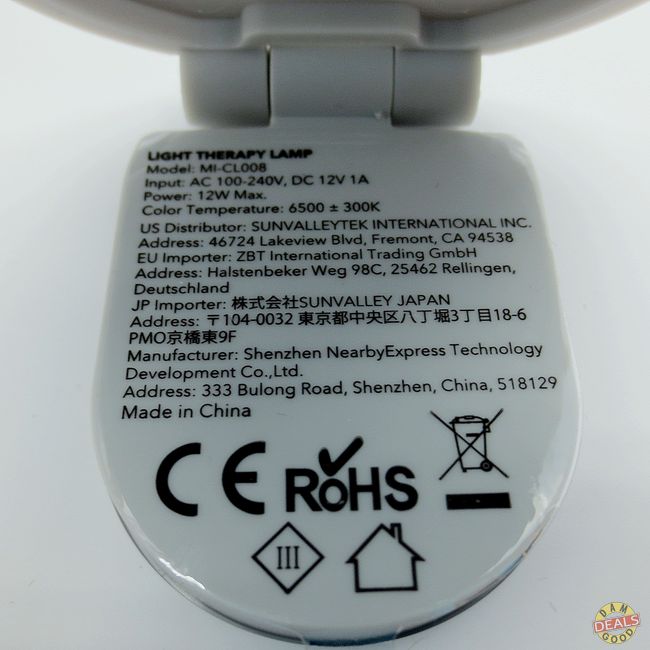 LIGHT THERAPY LAMP
Model: MI-CL008
Input: AC 100-240V, DC 12V 1A
Power: 12W Max.
Color Temperature: 6500 ± 300K
US Distributor: SUNVALLEYTEK INTERNATIONAL INC.
Address: 46724 Lakeview Blvd, Fremont, CA 94538
EU Importer: ZBT International Trading GmbH
Address: Halstenbeker Weg 98C, 25462 Rellingen,
Deutschland
JP Importer: 株式会社SUNVALLEY JAPAN
Address: 〒104-0032 東京都中央区八丁堀3丁目18-6
PMO京橋東9F
Manufacturer: Shenzhen NearbyExpress Technology
Development Co.,Ltd.
Address: 333 Bulong Road, Shenzhen, China, 518129
Made in China
CE RoHS
III
DAM
DEALS
GOOD